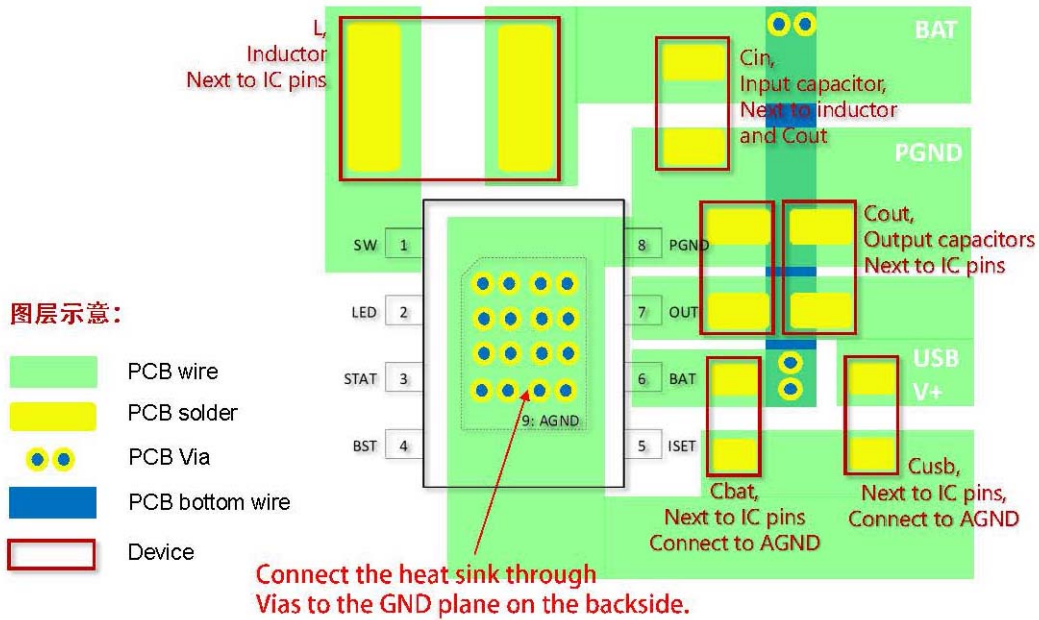 L,
Inductor
Next to IC pins
BAT
Cin,
Input capacitor,
Next to inductor
and Cout
PGND
Cout,
Output capacitors
Next to IC pins
SW 1
8 PGND
LED 2
7 OUT
STAT 3
6 BAT
BST 4
5 ISET
9: AGND
USB
V+
图层示意：
PCB wire
PCB solder
PCB Via
PCB bottom wire
Device
Cbat,
Next to IC pins
Connect to AGND
Cusb,
Next to IC pins,
Connect to AGND
Connect the heat sink through
Vias to the GND plane on the backside.